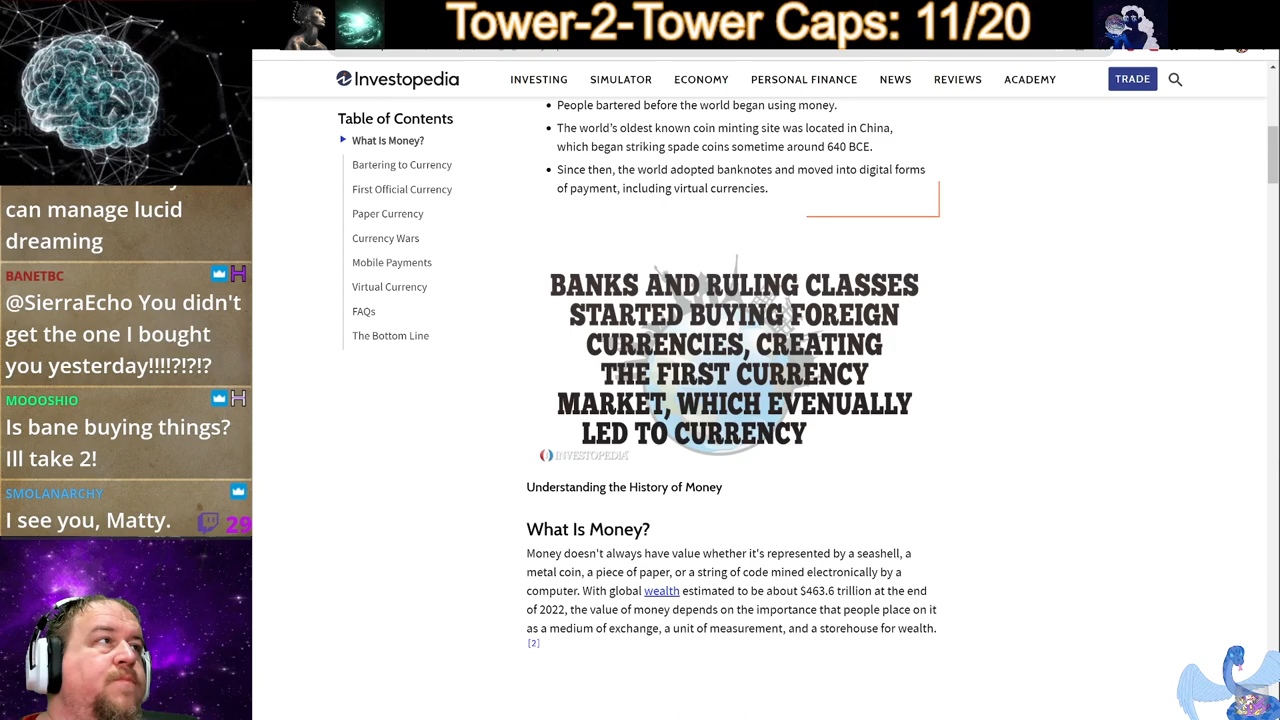 Tower-2-Tower Caps: 11/20
Investopedia
INVESTING
SIMULATOR
ECONOMY
PERSONAL FINANCE
NEWS
REVIEWS
ACADEMY
TRADE
Table of Contents
What Is Money?
Bartering to Currency
First Official Currency
Paper Currency
Currency Wars
Mobile Payments
Virtual Currency
FAQs
The Bottom Line
People bartered before the world began using money.
The world’s oldest known coin minting site was located in China,
which began striking spade coins sometime around 640 BCE.
Since then, the world adopted banknotes and moved into digital forms
of payment, including virtual currencies.
BANKS AND RULING CLASSES
STARTED BUYING FOREIGN
CURRENCIES, CREATING
THE FIRST CURRENCY
MARKET, WHICH EVENUALLY
LED TO CURRENCY
INVESTOPEDIA
Understanding the History of Money
What Is Money?
Money doesn't always have value whether it's represented by a seashell, a
metal coin, a piece of paper, or a string of code mined electronically by a
computer. With global wealth estimated to be about $463.6 trillion at the end
of 2022, the value of money depends on the importance that people place on it
as a medium of exchange, a unit of measurement, and a storehouse for wealth.
[2]
can manage lucid
dreaming
BANETBC
@SierraEcho You didn't
get the one I bought
you yesterday!!!!?!?!?
MOOOSHIO
Is bane buying things?
Ill take 2!
SMOLANARCHY
I see you, Matty.
29